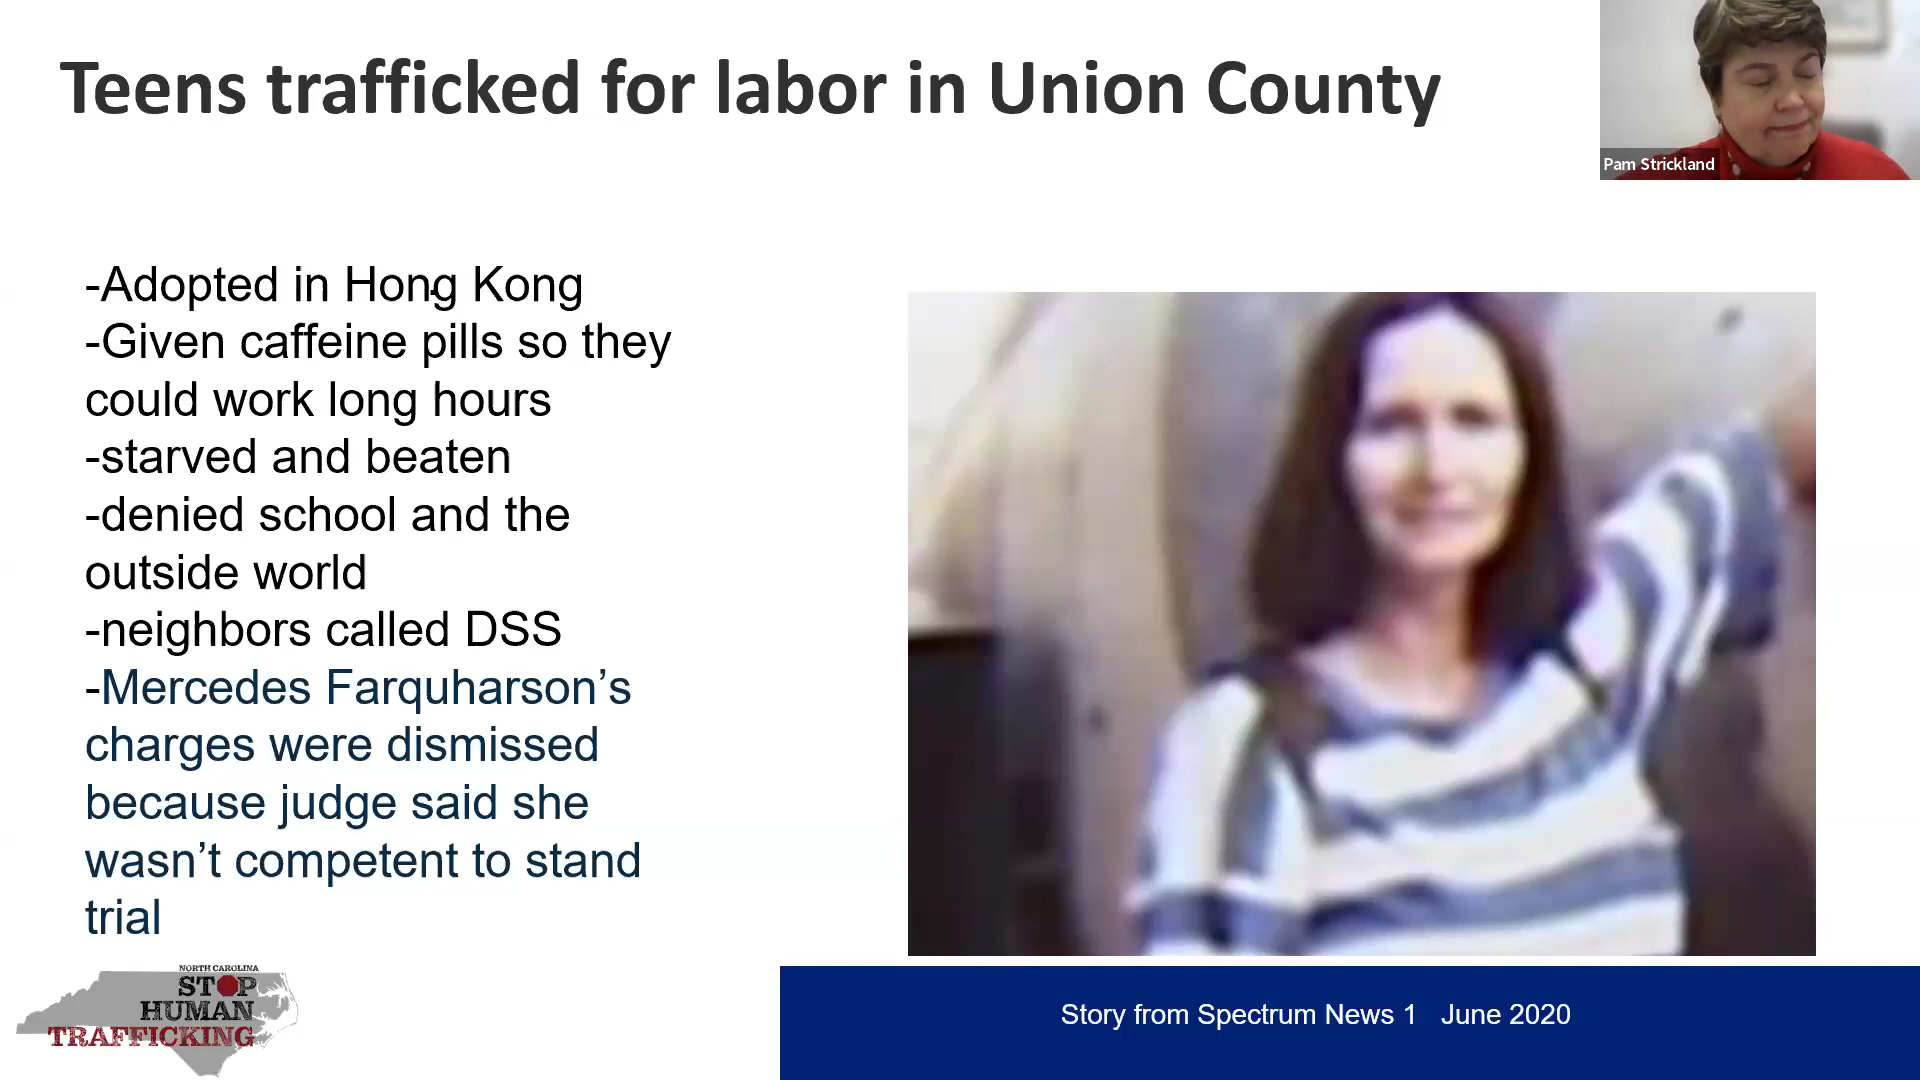 Teens trafficked for labor in Union County
Pam Strickland
-Adopted in Hong Kong
-Given caffeine pills so they
could work long hours
-starved and beaten
-denied school and the
outside world
-neighbors called DSS
-Mercedes Farquharson’s
charges were dismissed
because judge said she
wasn’t competent to stand
trial
NORTH CAROLINA
STOP
HUMAN
TRAFFICKING
Story from Spectrum News 1 June 2020